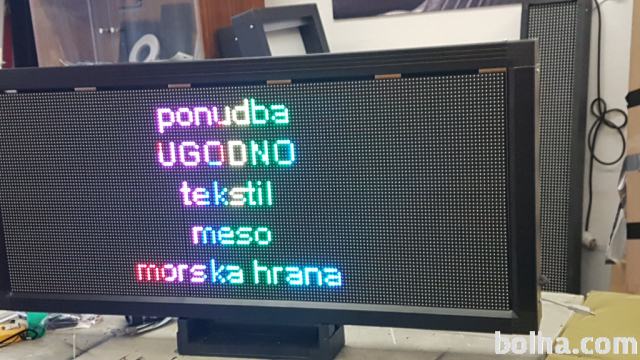 ponudba
UGODNO
tekstil
meso
morska hrana
bolha.com